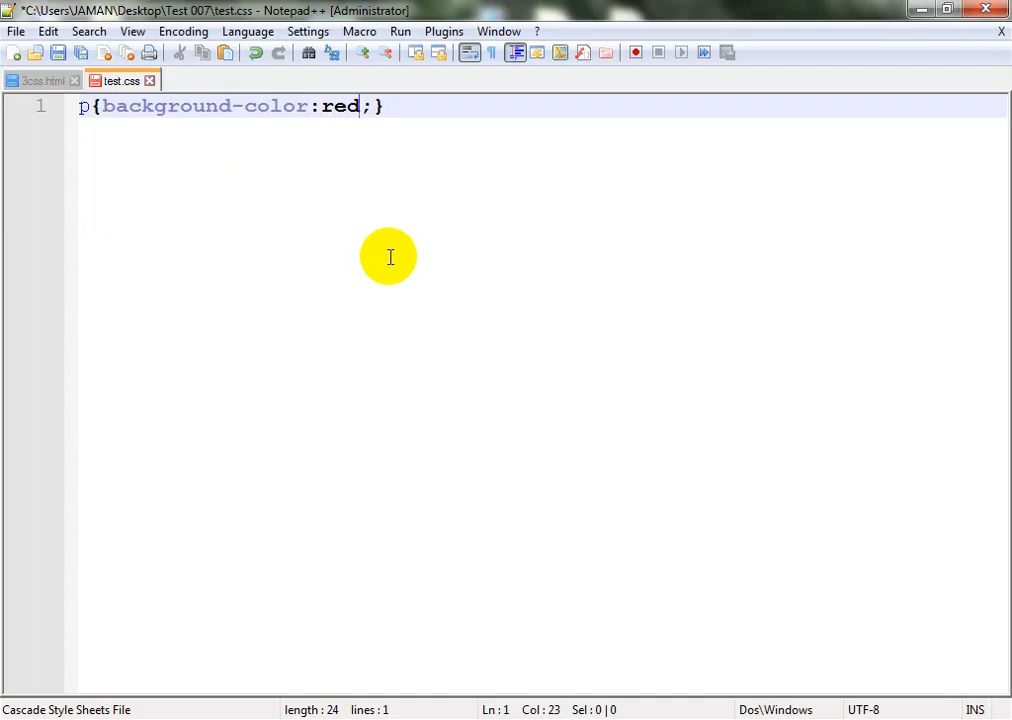 *C:\Users\JAMAN\Desktop\Test 007\test.css - Notepad++ [Administrator]
File Edit Search View Encoding Language Settings Macro Run Plugins Window ? X
3css.html test.css
1 p{background-color:red;}
Cascade Style Sheets File length : 24 lines : 1 Ln : 1 Col : 23 Sel : 0 | 0 Dos\Windows UTF-8 INS